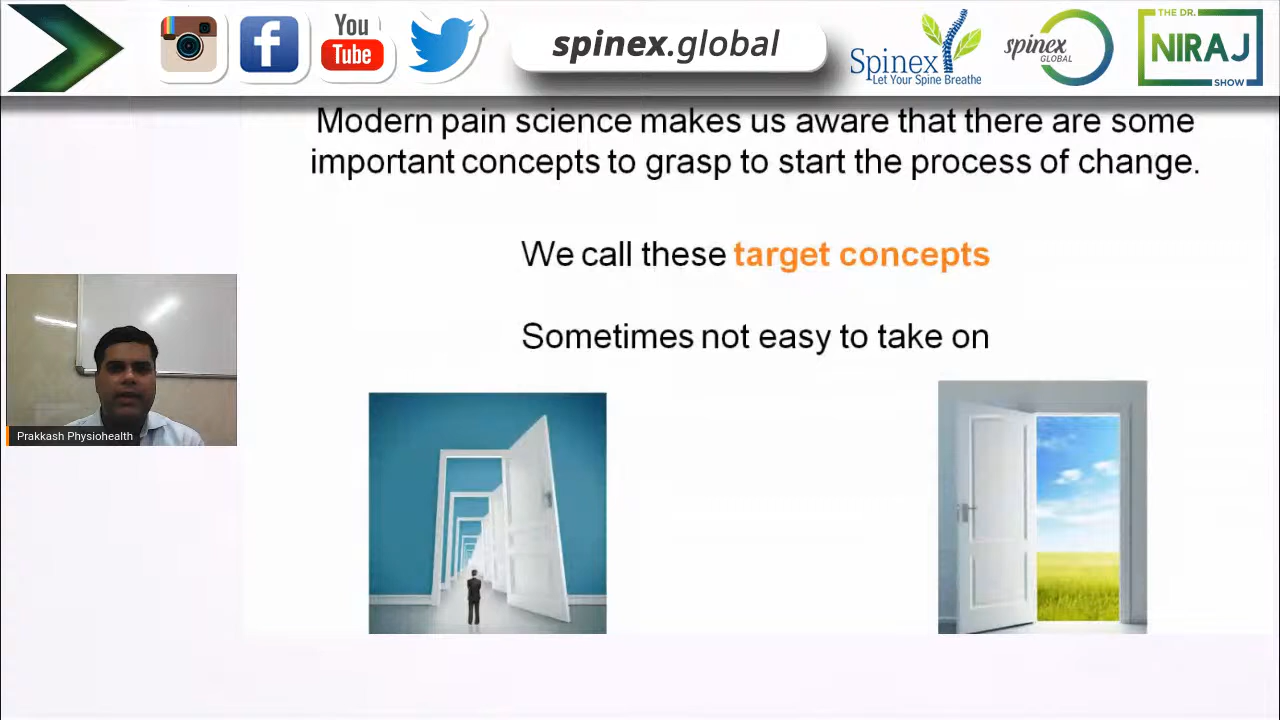 You
Tube
spinex.global
Spinex
Let Your Spine Breathe
spinex
GLOBAL
THE DR.
NIRAJ
SHOW
Modern pain science makes us aware that there are some
important concepts to grasp to start the process of change.
We call these target concepts
Sometimes not easy to take on
Prakkash Physiohealth